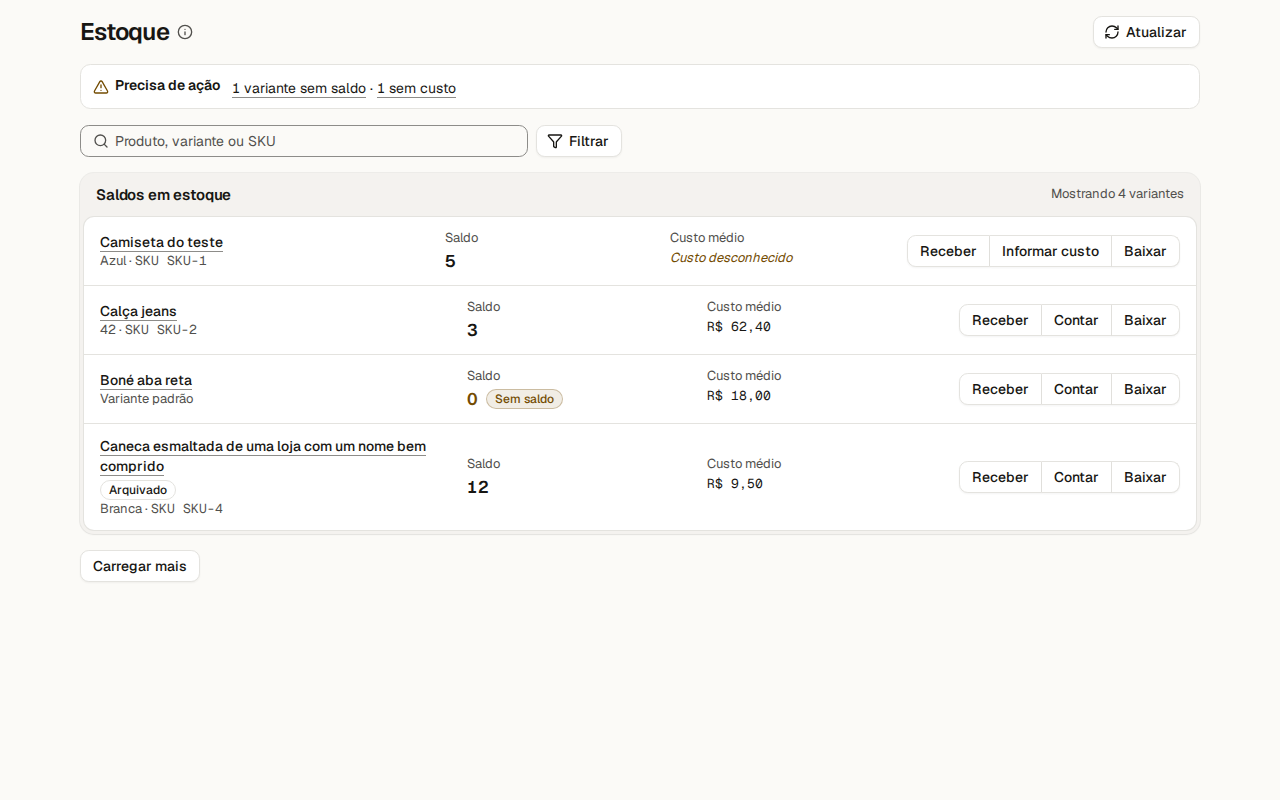 Estoque
Atualizar
Precisa de ação 1 variante sem saldo · 1 sem custo
Produto, variante ou SKU
Filtrar
Saldos em estoque
Mostrando 4 variantes
Camiseta do teste
Azul · SKU SKU-1
Saldo
5
Custo médio
Custo desconhecido
Receber Informar custo Baixar
Calça jeans
42 · SKU SKU-2
Saldo
3
Custo médio
R$ 62,40
Receber Contar Baixar
Boné aba reta
Variante padrão
Saldo
0 Sem saldo
Custo médio
R$ 18,00
Receber Contar Baixar
Caneca esmaltada de uma loja com um nome bem
comprido
Arquivado
Branca · SKU SKU-4
Saldo
12
Custo médio
R$ 9,50
Receber Contar Baixar
Carregar mais